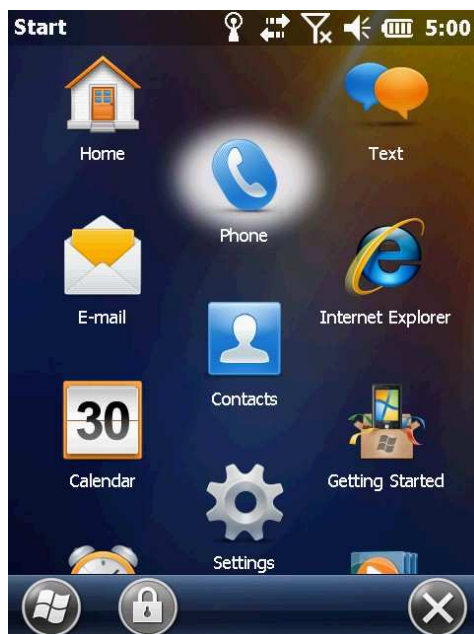 Start 5:00
Home
Text
Phone
E-mail
Internet Explorer
Contacts
30
Calendar
Getting Started
Settings